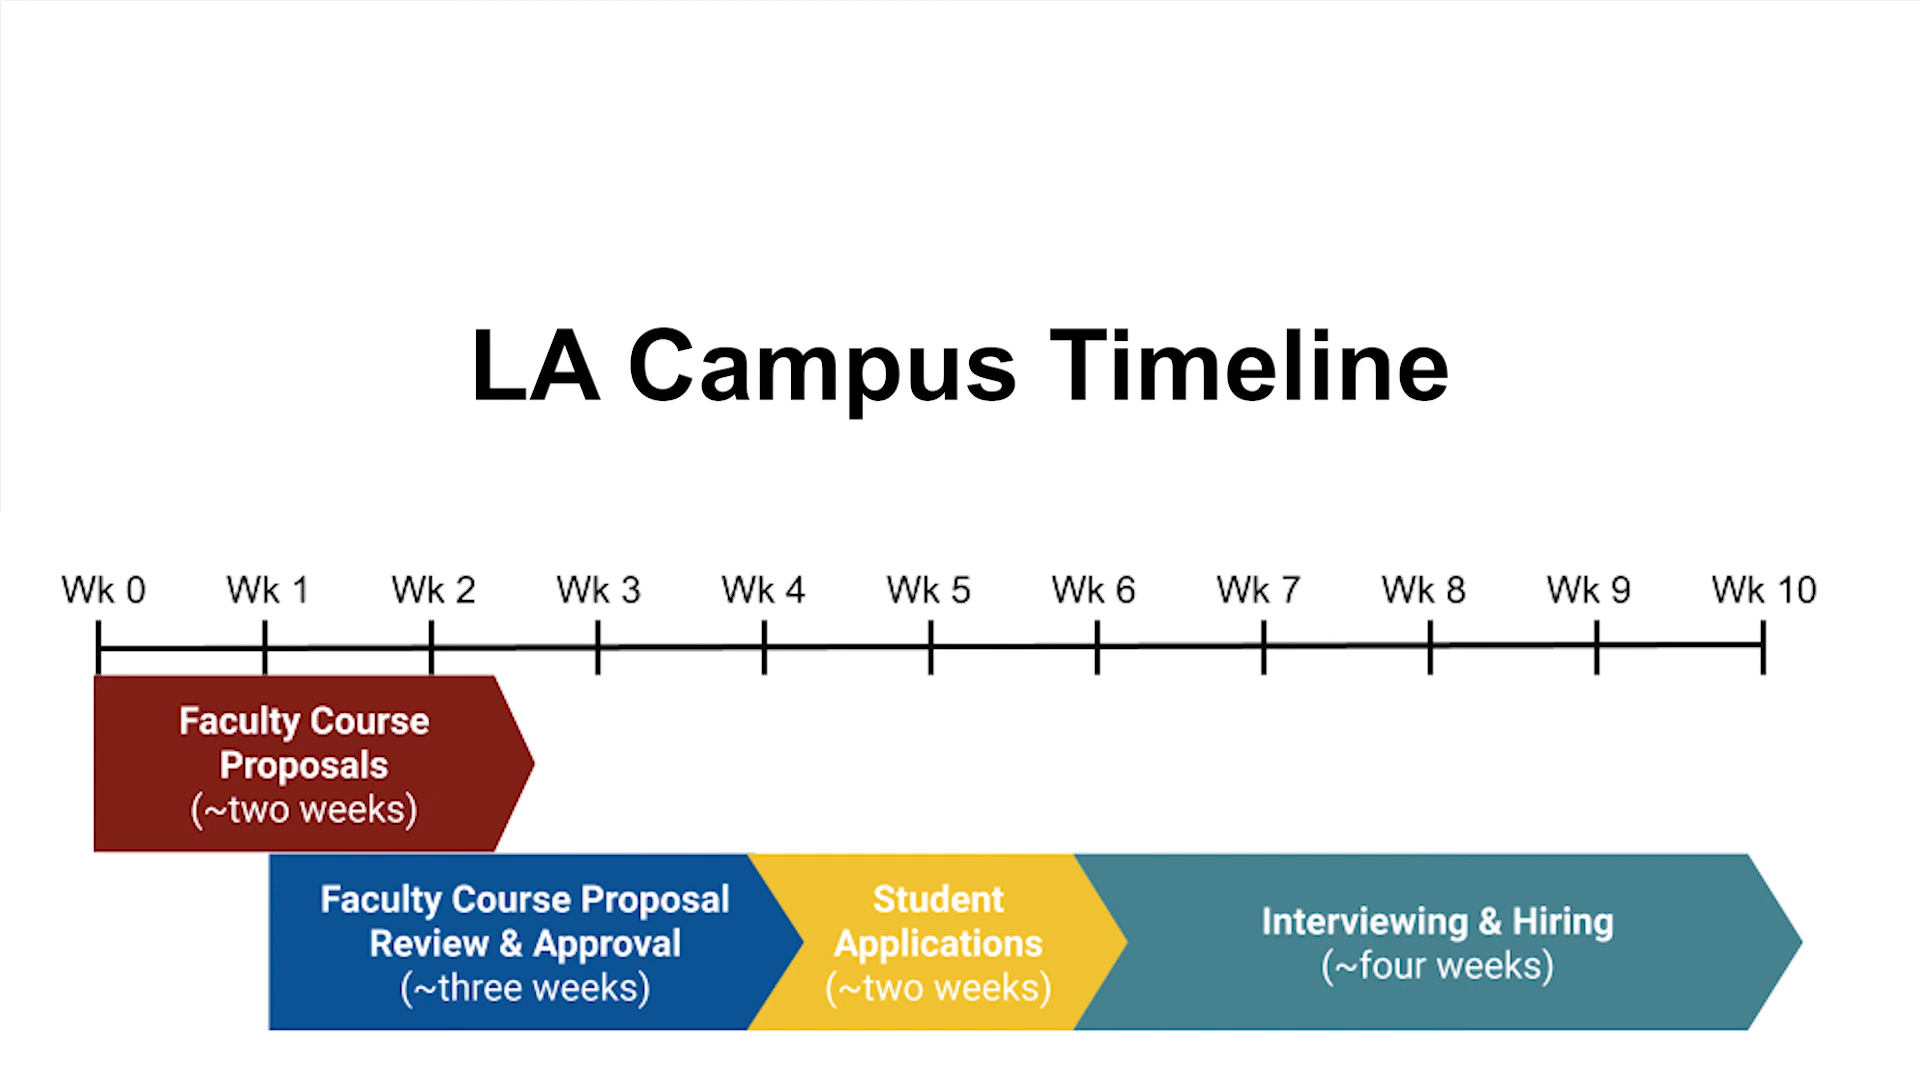 LA Campus Timeline
Wk 0 Wk 1 Wk 2 Wk 3 Wk 4 Wk 5 Wk 6 Wk 7 Wk 8 Wk 9 Wk 10
Faculty Course
Proposals
(~two weeks)
Faculty Course Proposal
Review & Approval
(~three weeks)
Student
Applications
(~two weeks)
Interviewing & Hiring
(~four weeks)